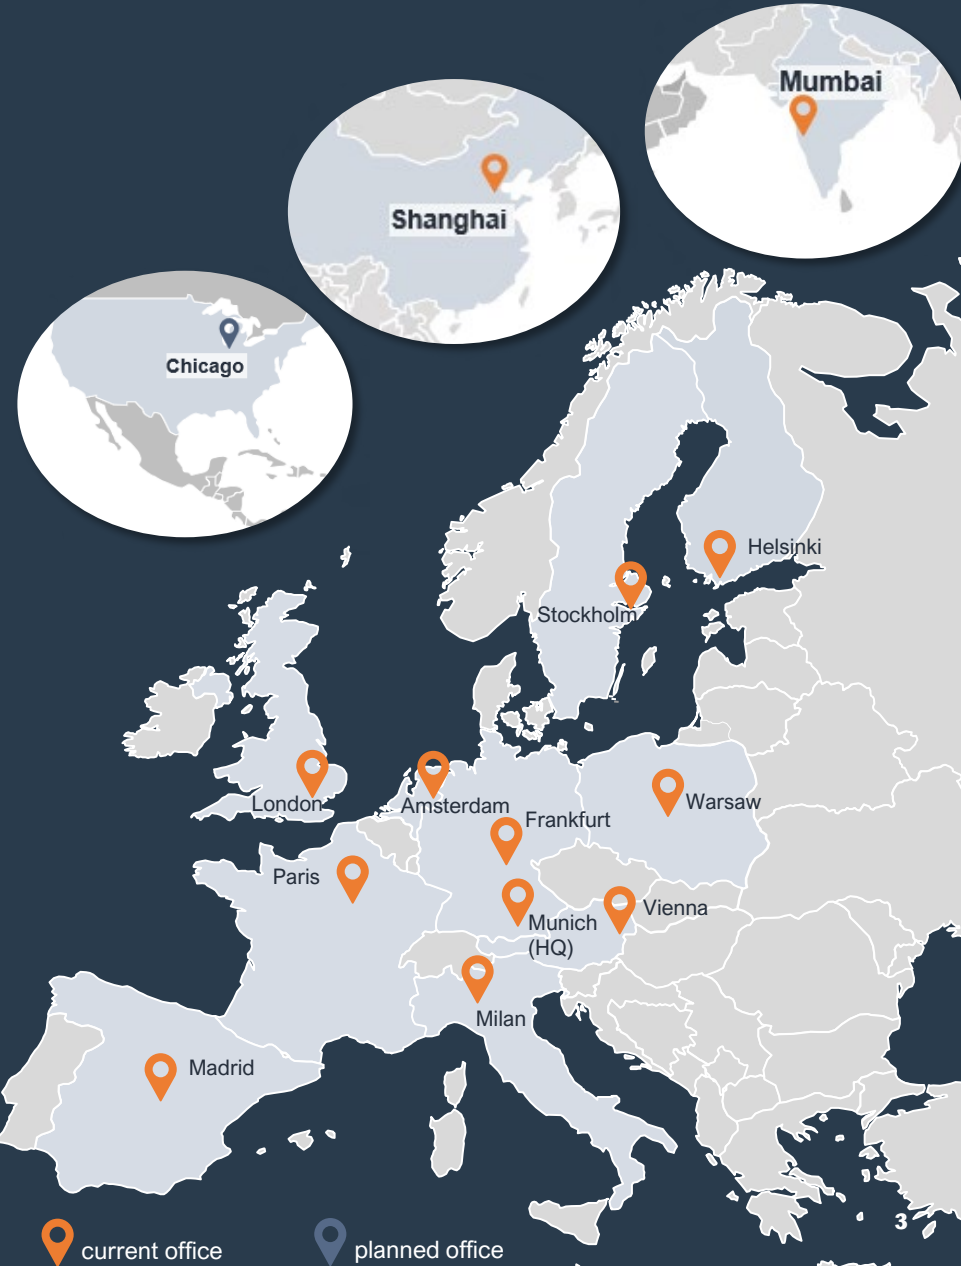 Mumbai
Shanghai
Chicago
Helsinki
Stockholm
London
Amsterdam
Warsaw
Frankfurt
Paris
Munich
(HQ)
Vienna
Milan
Madrid
3
current office
planned office